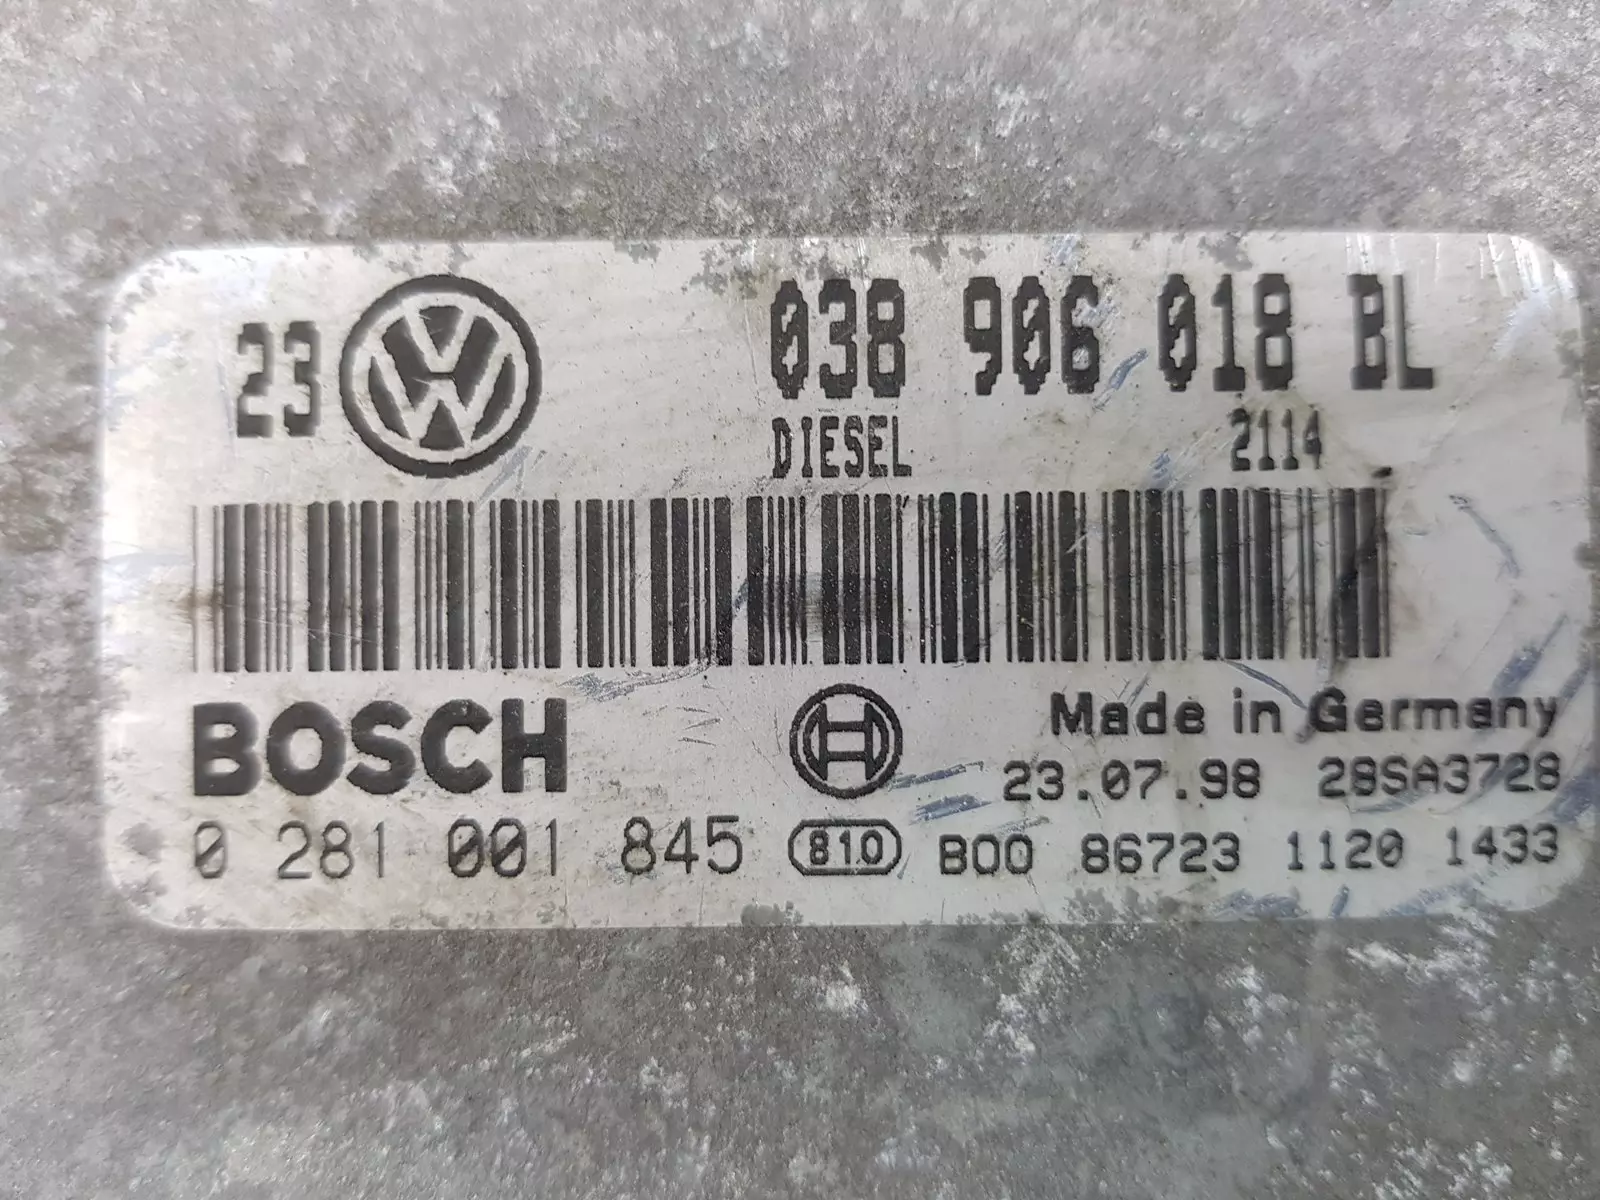 23 038 906 018 BL
DIESEL 2114
BOSCH Made in Germany
23.07.98 28SA3728
0 281 001 845 810 B00 86723 1120 1433